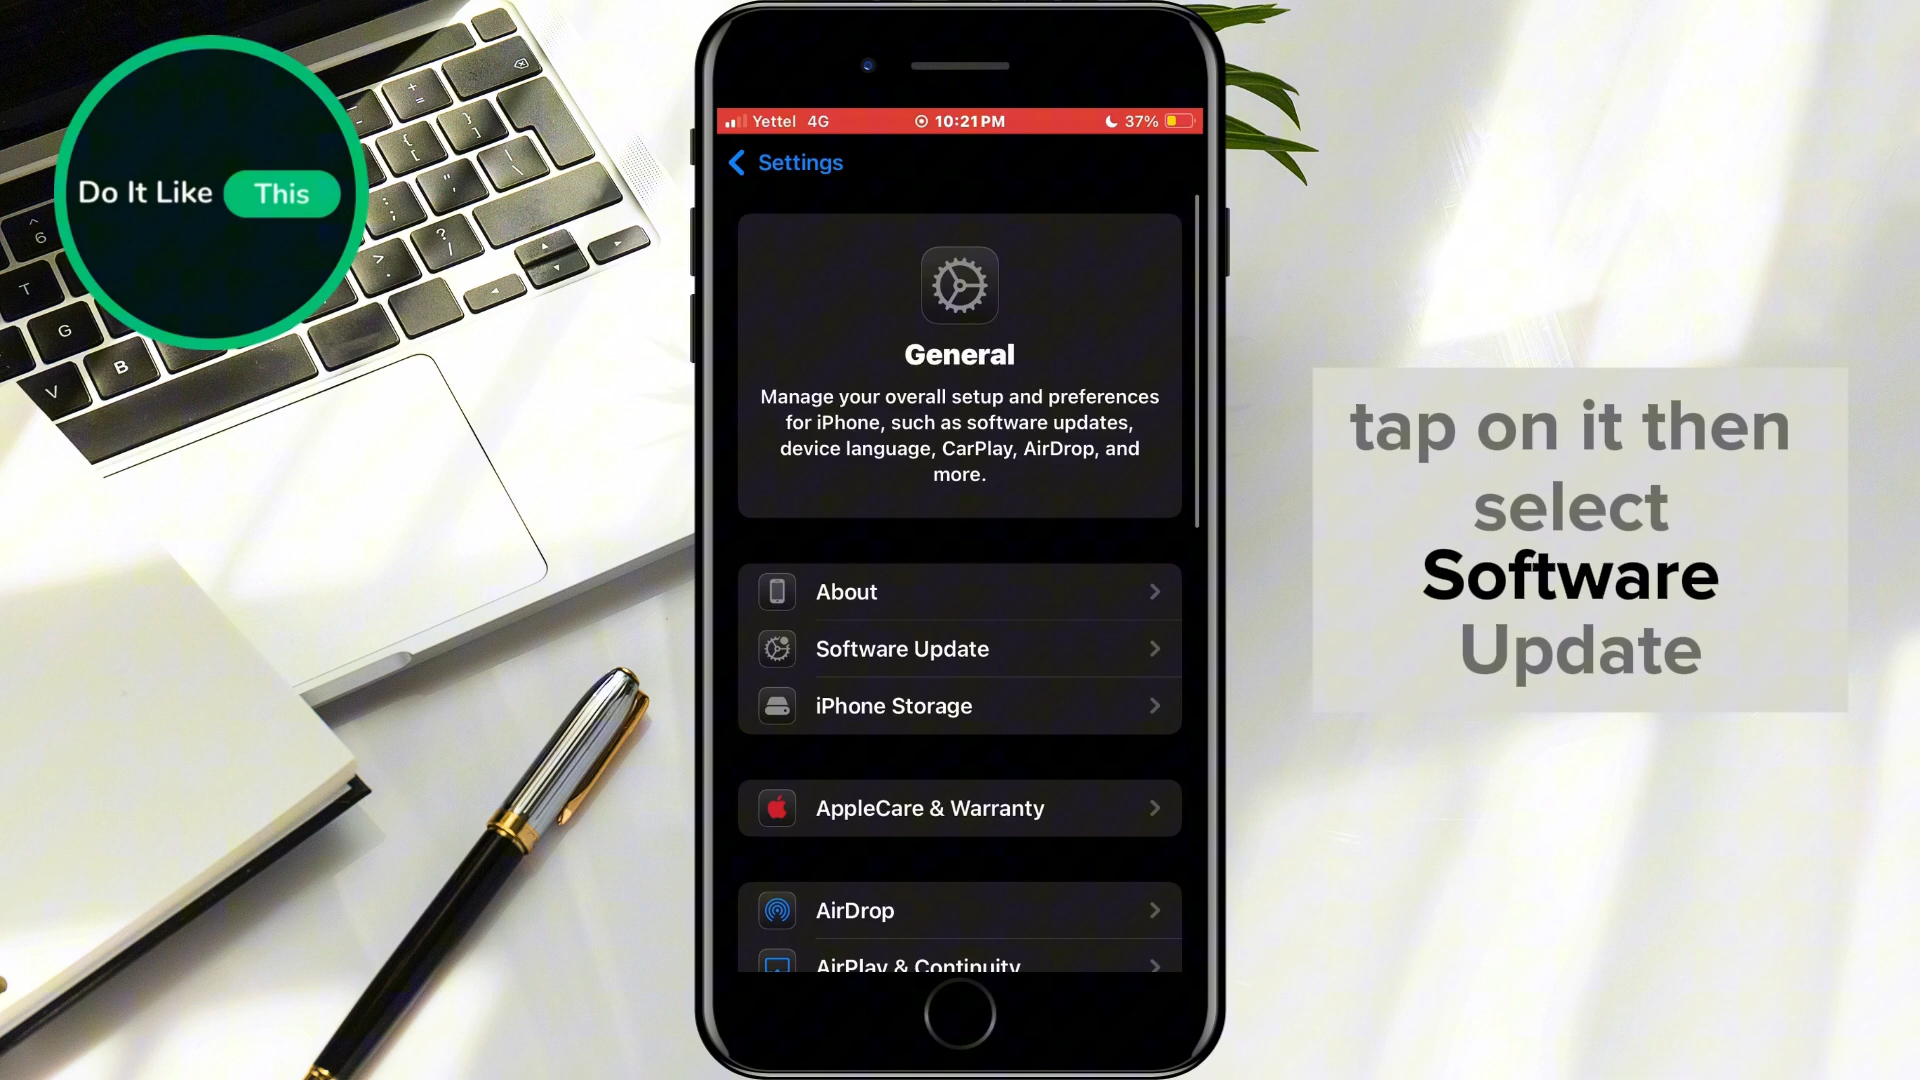 Do It Like This
Yettel 4G 10:21 PM 37%
Settings
General
Manage your overall setup and preferences
for iPhone, such as software updates,
device language, CarPlay, AirDrop, and
more.
About
Software Update
iPhone Storage
AppleCare & Warranty
AirDrop
AirPlay & Continuity
tap on it then
select
Software
Update
6
T
G
V
B